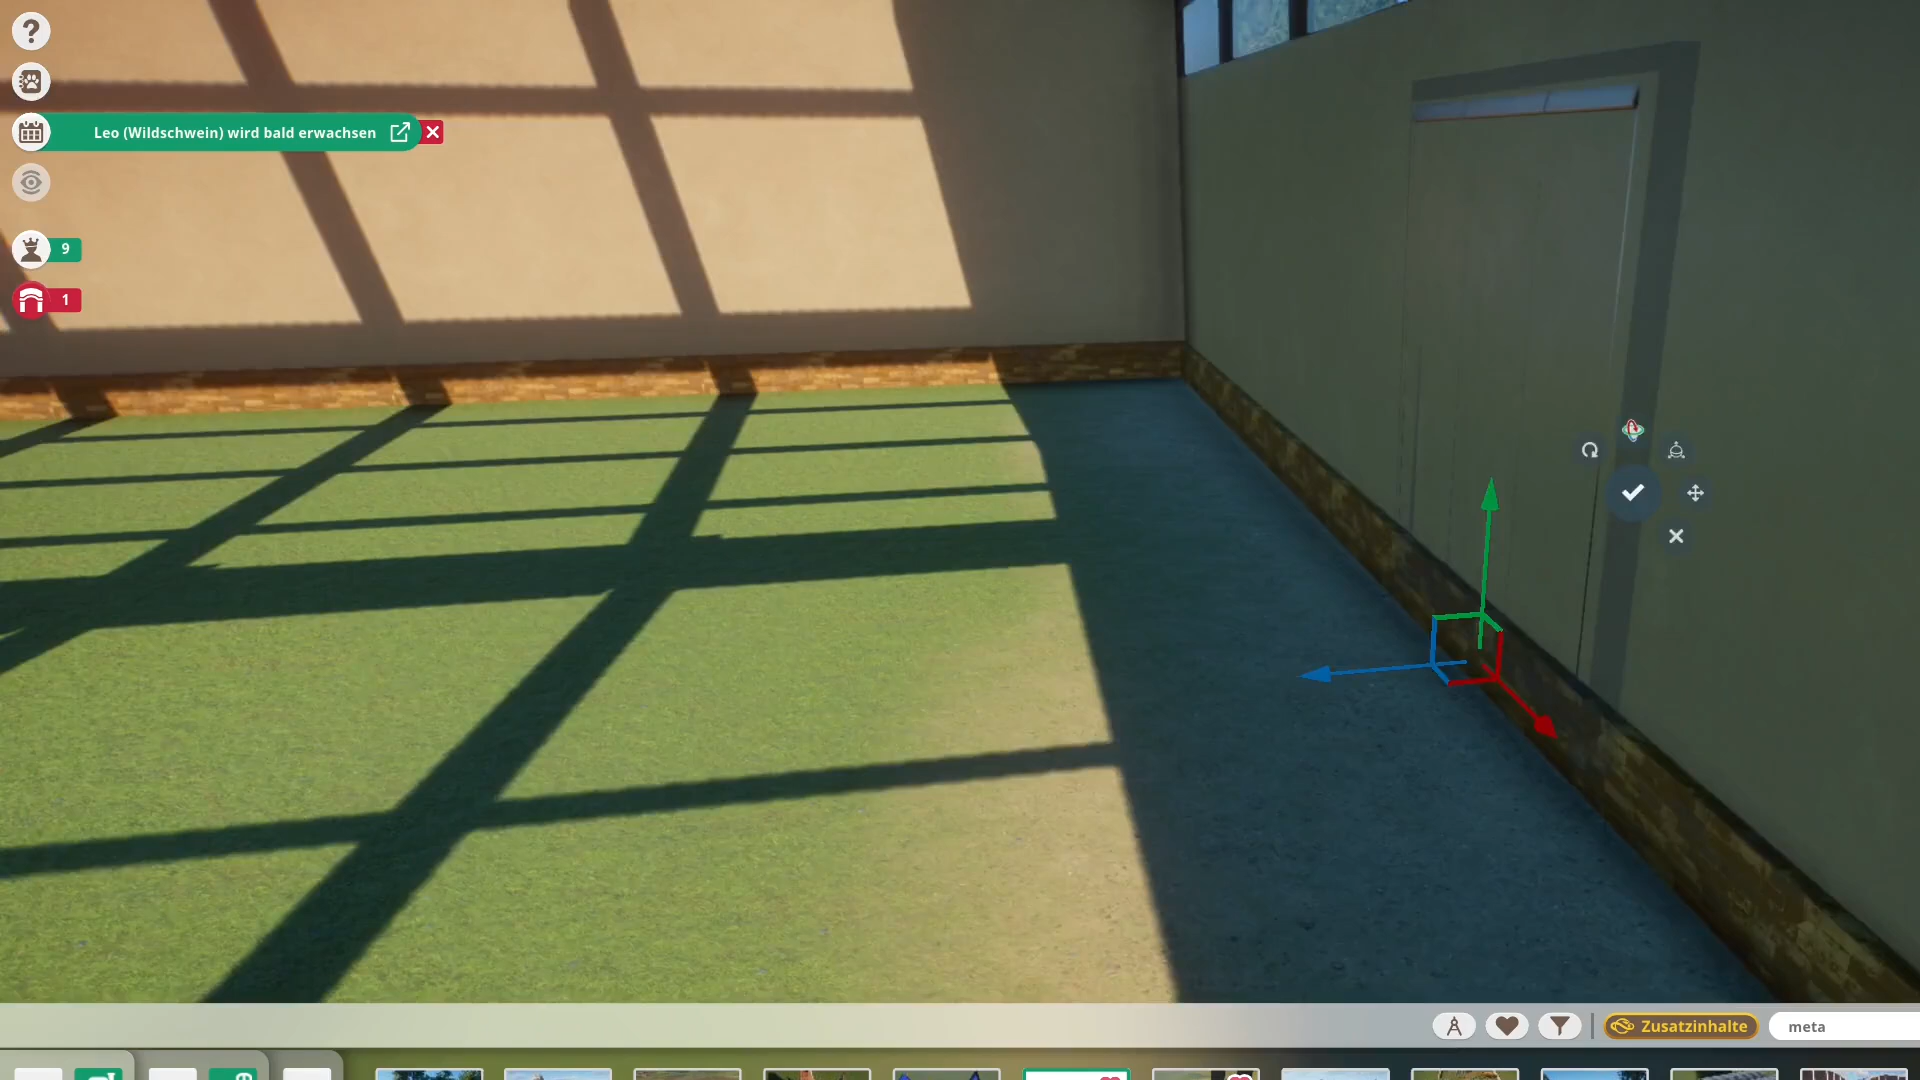 ?
Leo (Wildschwein) wird bald erwachsen
9
1
Zusatzinhalte
meta